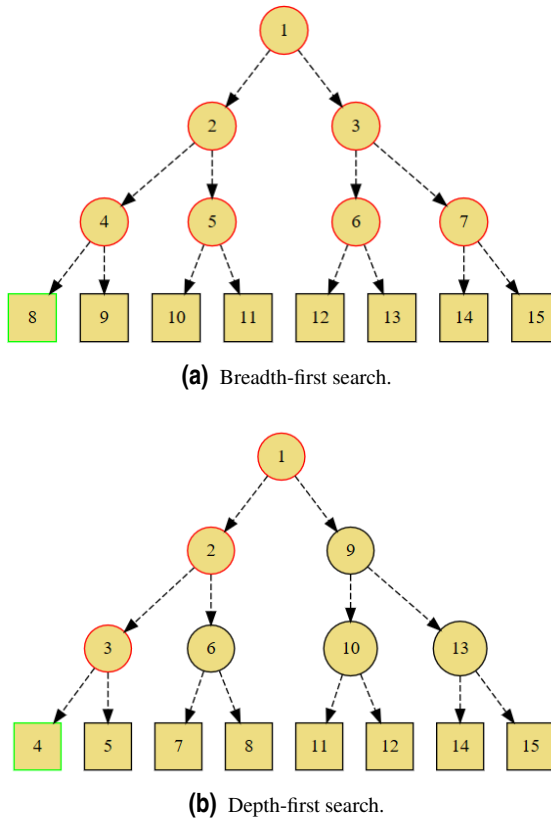 1
2 3
4 5 6 7
8 9 10 11 12 13 14 15
(a) Breadth-first search.
1
2 9
3 6 10 13
4 5 7 8 11 12 14 15
(b) Depth-first search.